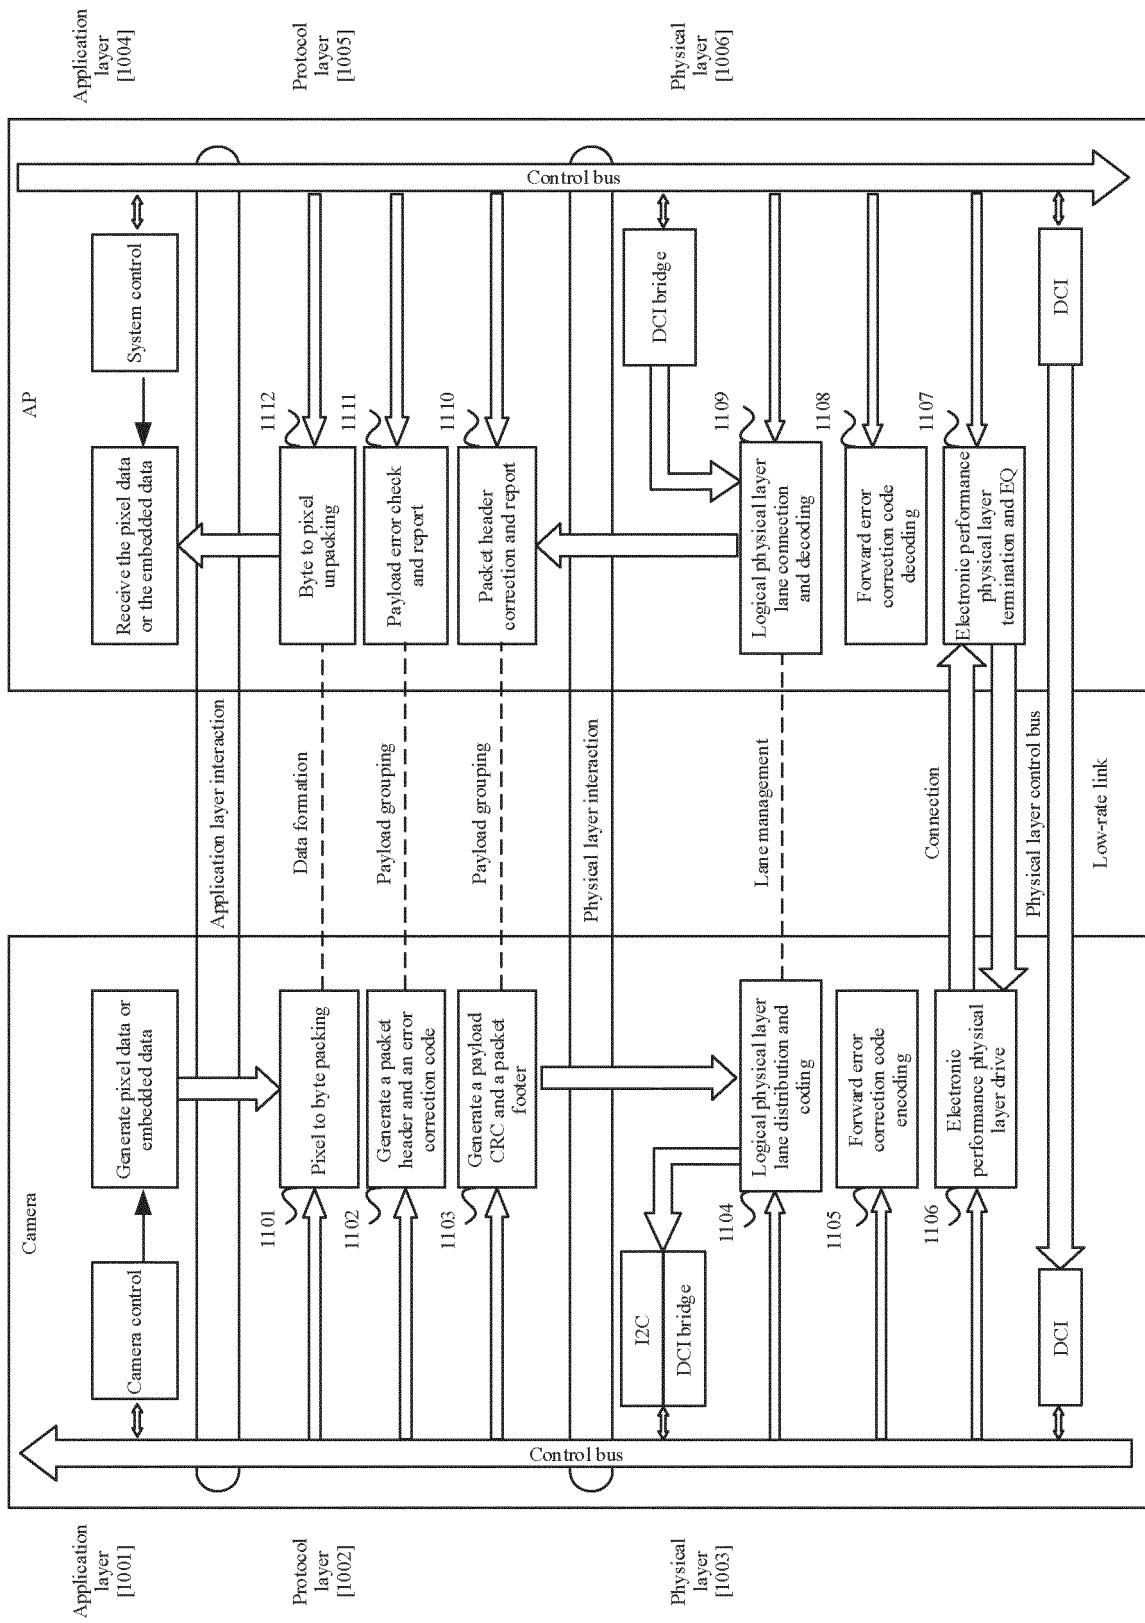 Camera
AP
Application
layer
[1001]
Protocol
layer
[1002]
Physical
layer
[1003]
Control bus
Camera control
Generate pixel data or
embedded data
1101
Pixel to byte packing
1102
Generate a packet
header and an error
correction code
1103
Generate a payload
CRC and a packet
footer
I2C
DCI bridge
1104
Logical physical layer
lane distribution and
coding
1105
Forward error
correction code
encoding
1106
Electronic
performance physical
layer drive
DCI
Application layer interaction
Data formation
Payload grouping
Payload grouping
Physical layer interaction
Lane management
Connection
Physical layer control bus
Low-rate link
Receive the pixel data
or the embedded data
System control
Byte to pixel
unpacking
1112
Payload error check
and report
1111
Packet header
correction and report
1110
DCI bridge
Logical physical layer
lane connection
and decoding
1109
Forward error
correction code
decoding
1108
Electronic performance
physical layer
termination and EQ
1107
DCI
Control bus
Application
layer
[1004]
Protocol
layer
[1005]
Physical
layer
[1006]